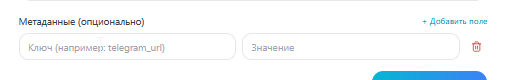 Метаданные (опционально)
+ Добавить поле
Ключ (например: telegram_url)
Значение